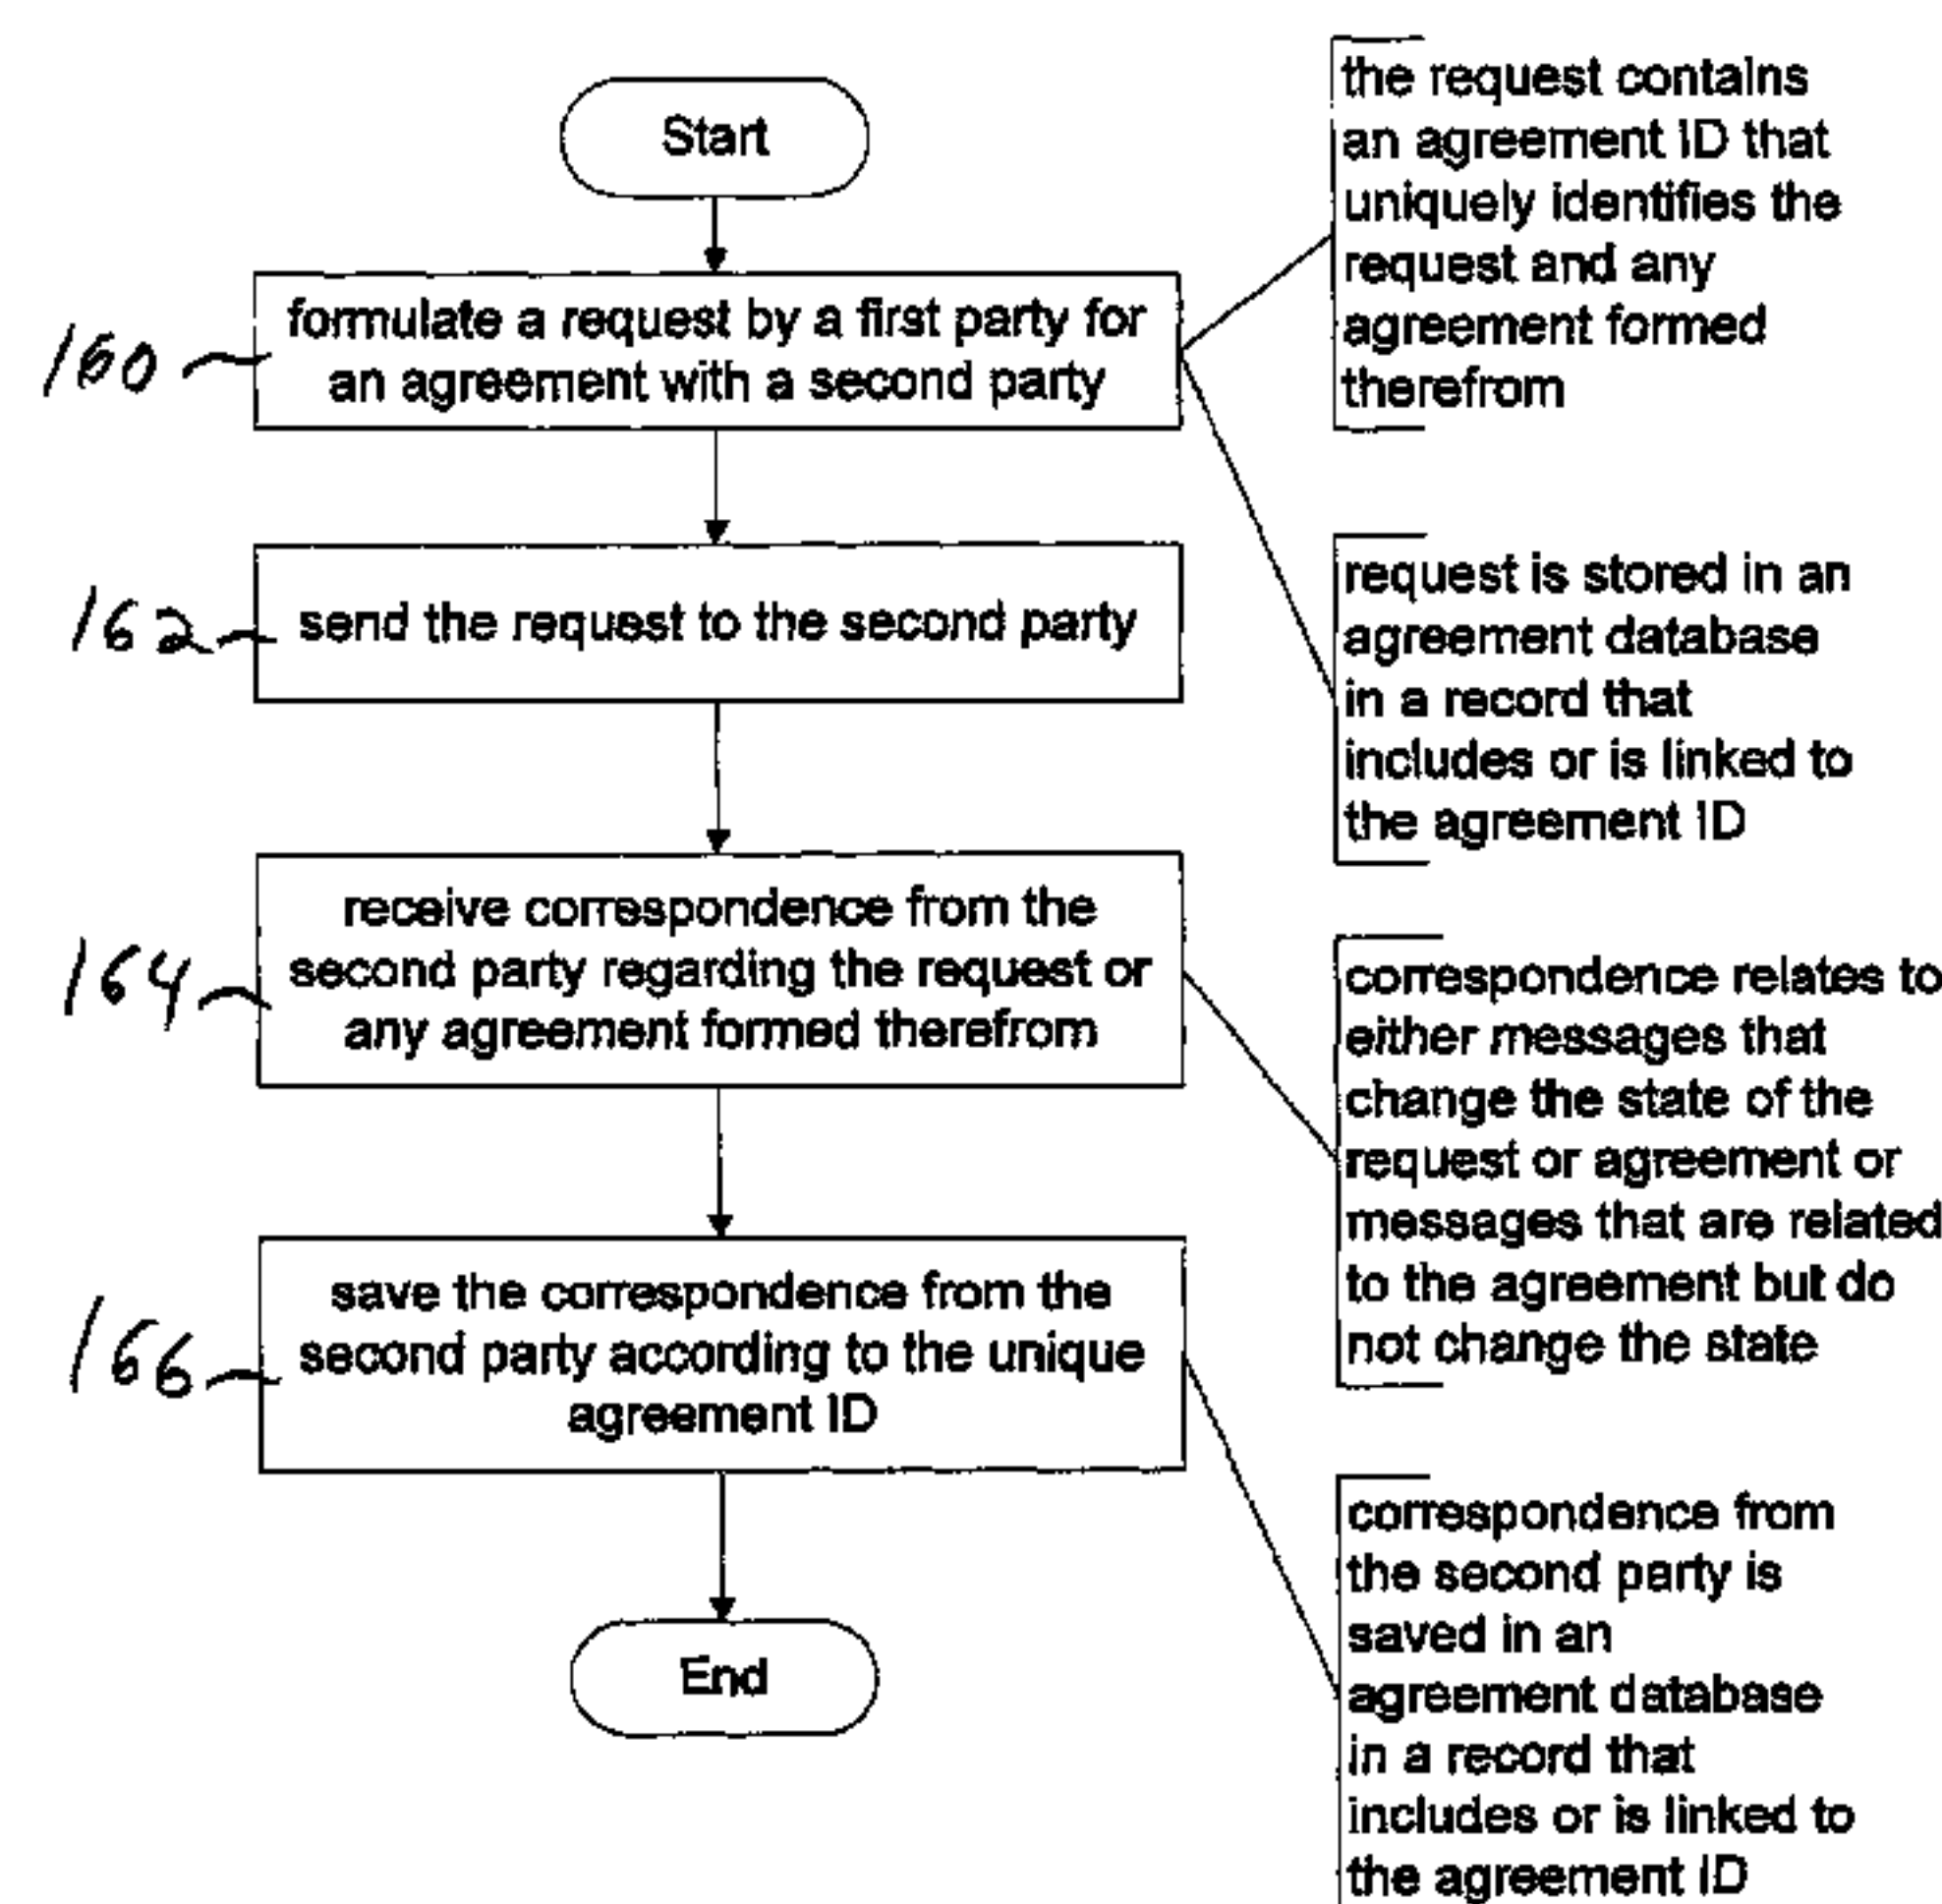 Start
160
formulate a request by a first party for
an agreement with a second party
the request contains
an agreement ID that
uniquely identifies the
request and any
agreement formed
therefrom
request is stored in an
agreement database
in a record that
includes or is linked to
the agreement ID
162
send the request to the second party
164
receive correspondence from the
second party regarding the request or
any agreement formed therefrom
correspondence relates to
either messages that
change the state of the
request or agreement or
messages that are related
to the agreement but do
not change the state
166
save the correspondence from the
second party according to the unique
agreement ID
correspondence from
the second party is
saved in an
agreement database
in a record that
includes or is linked to
the agreement ID
End